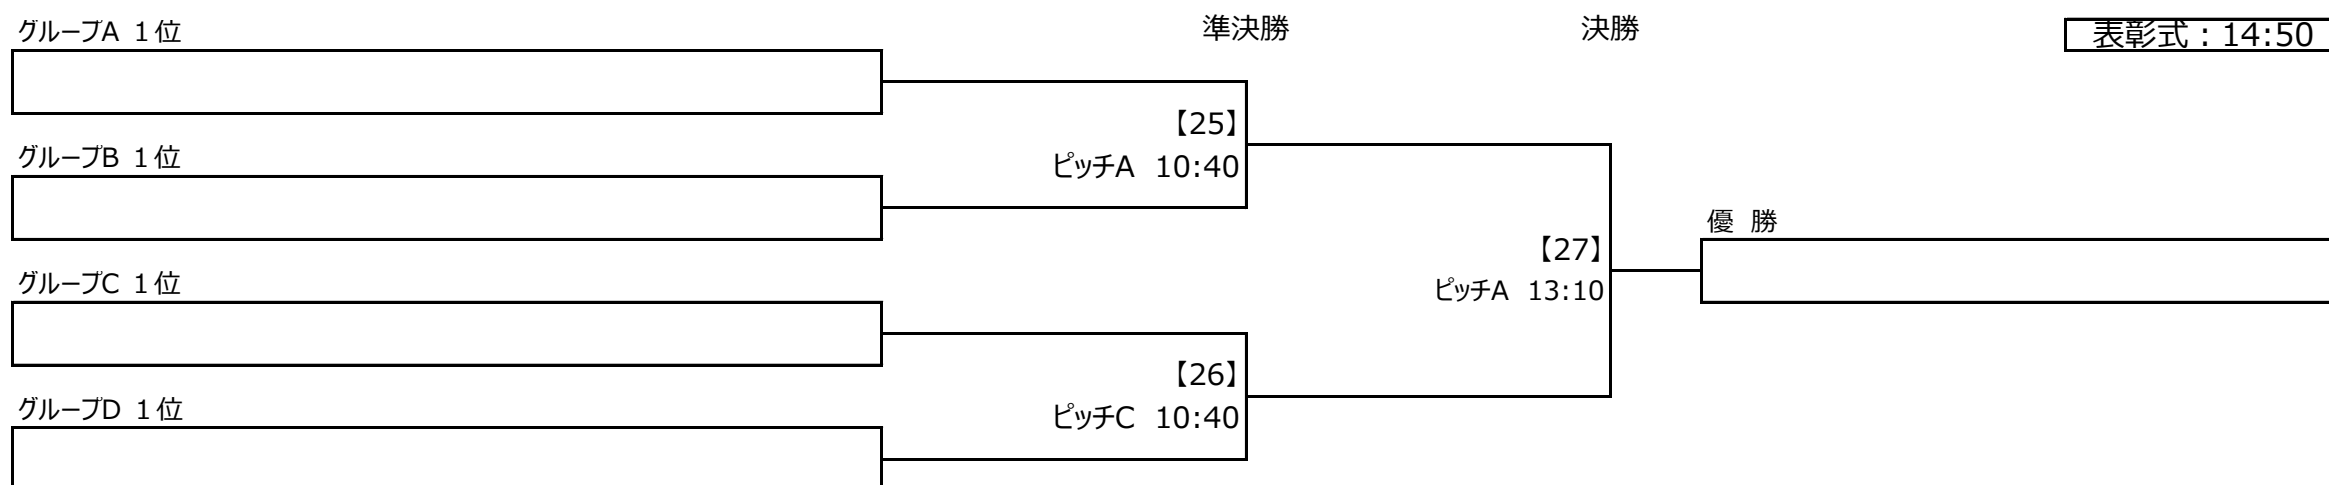 グループA １位
準決勝
決勝
表彰式：14:50
【25】
ピッチA 10:40
グループB １位
優 勝
【27】
ピッチA 13:10
グループC １位
【26】
ピッチC 10:40
グループD １位